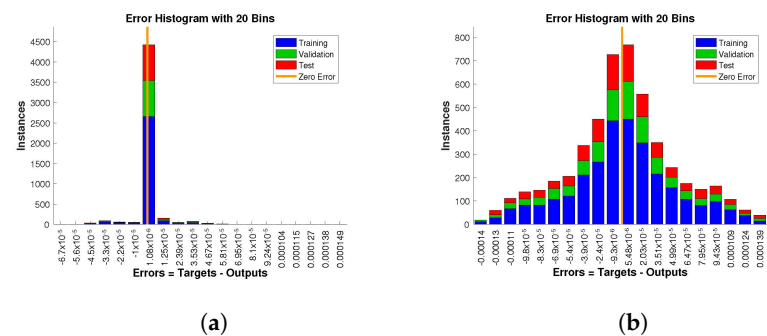 Error Histogram with 20 Bins
Instances
4500
4000
3500
3000
2500
2000
1500
1000
500
0
Training
Validation
Test
Zero Error
-6.7x10⁻⁵
-5.6x10⁻⁵
-4.5x10⁻⁵
-3.3x10⁻⁵
-2.2x10⁻⁵
-1x10⁻⁵
1.08x10⁻⁶
1.25x10⁻⁵
2.39x10⁻⁵
3.53x10⁻⁵
4.67x10⁻⁵
5.81x10⁻⁵
6.95x10⁻⁵
8.1x10⁻⁵
9.24x10⁻⁵
0.000104
0.000115
0.000127
0.000138
0.000149
Errors = Targets - Outputs
(a)
Error Histogram with 20 Bins
Instances
800
700
600
500
400
300
200
100
0
Training
Validation
Test
Zero Error
-0.00014
-0.00013
-0.00011
-9.8x10⁻⁵
-8.3x10⁻⁵
-6.9x10⁻⁵
-5.4x10⁻⁵
-3.9x10⁻⁵
-2.4x10⁻⁵
-9.3x10⁻⁶
5.48x10⁻⁶
2.03x10⁻⁵
3.51x10⁻⁵
4.99x10⁻⁵
6.47x10⁻⁵
7.95x10⁻⁵
9.43x10⁻⁵
0.000109
0.000124
0.000139
Errors = Targets - Outputs
(b)